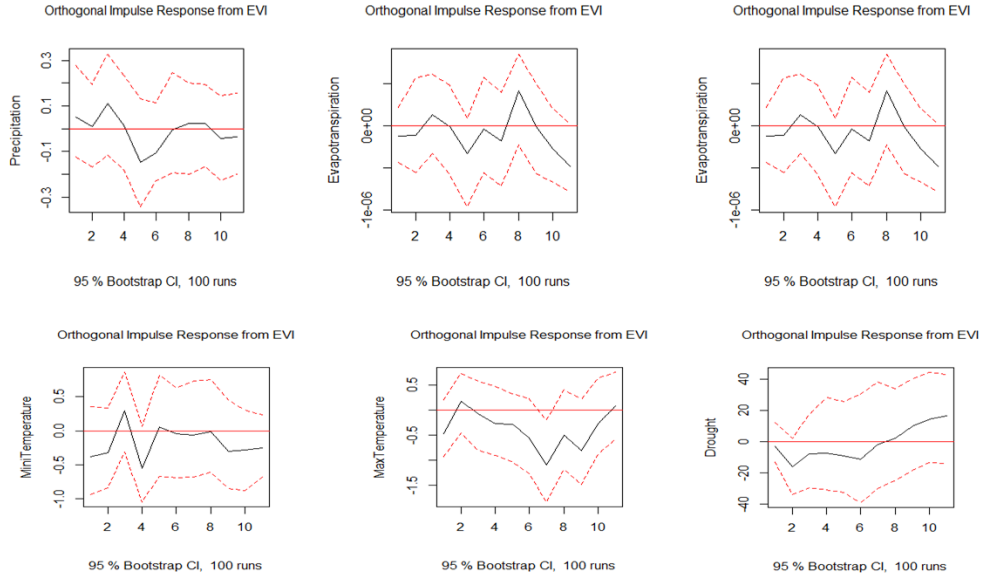 Orthogonal Impulse Response from EVI
Precipitation
0.3
0.1
-0.1
-0.3
2 4 6 8 10
95 % Bootstrap CI, 100 runs
Orthogonal Impulse Response from EVI
Evapotranspiration
0e+00
-1e-06
2 4 6 8 10
95 % Bootstrap CI, 100 runs
Orthogonal Impulse Response from EVI
Evapotranspiration
0e+00
-1e-06
2 4 6 8 10
95 % Bootstrap CI, 100 runs
Orthogonal Impulse Response from EVI
MiniTemperature
0.5
0.0
-0.5
-1.0
2 4 6 8 10
95 % Bootstrap CI, 100 runs
Orthogonal Impulse Response from EVI
MaxTemperature
0.5
-0.5
-1.5
2 4 6 8 10
95 % Bootstrap CI, 100 runs
Orthogonal Impulse Response from EVI
Drought
40
20
0
-20
-40
2 4 6 8 10
95 % Bootstrap CI, 100 runs